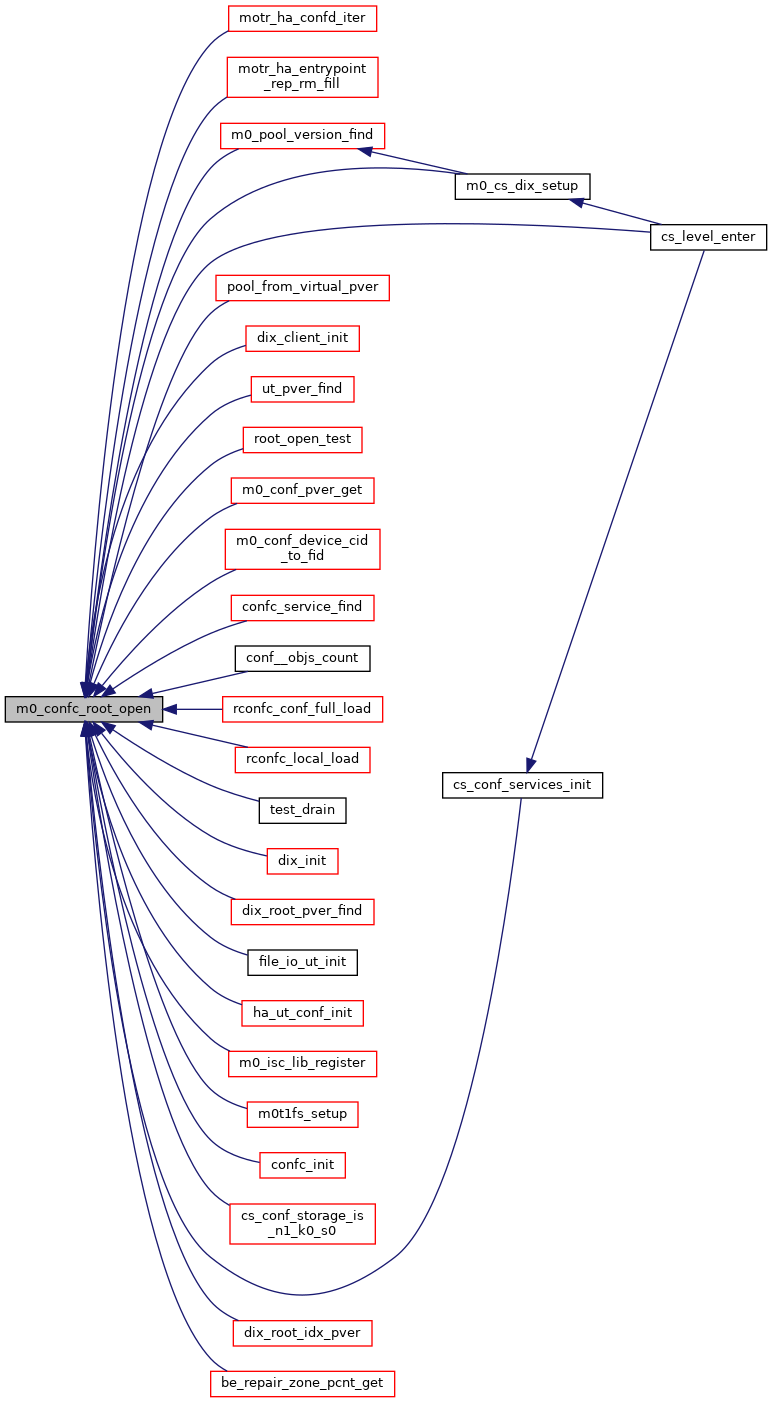 motr_ha_confd_iter
motr_ha_entrypoint
_rep_rm_fill
m0_pool_version_find
m0_cs_dix_setup
cs_level_enter
pool_from_virtual_pver
dix_client_init
ut_pver_find
root_open_test
m0_conf_pver_get
m0_conf_device_cid
_to_fid
confc_service_find
conf__objs_count
m0_confc_root_open
rconfc_conf_full_load
rconfc_local_load
cs_conf_services_init
test_drain
dix_init
dix_root_pver_find
file_io_ut_init
ha_ut_conf_init
m0_isc_lib_register
m0t1fs_setup
confc_init
cs_conf_storage_is
_n1_k0_s0
dix_root_idx_pver
be_repair_zone_pcnt_get